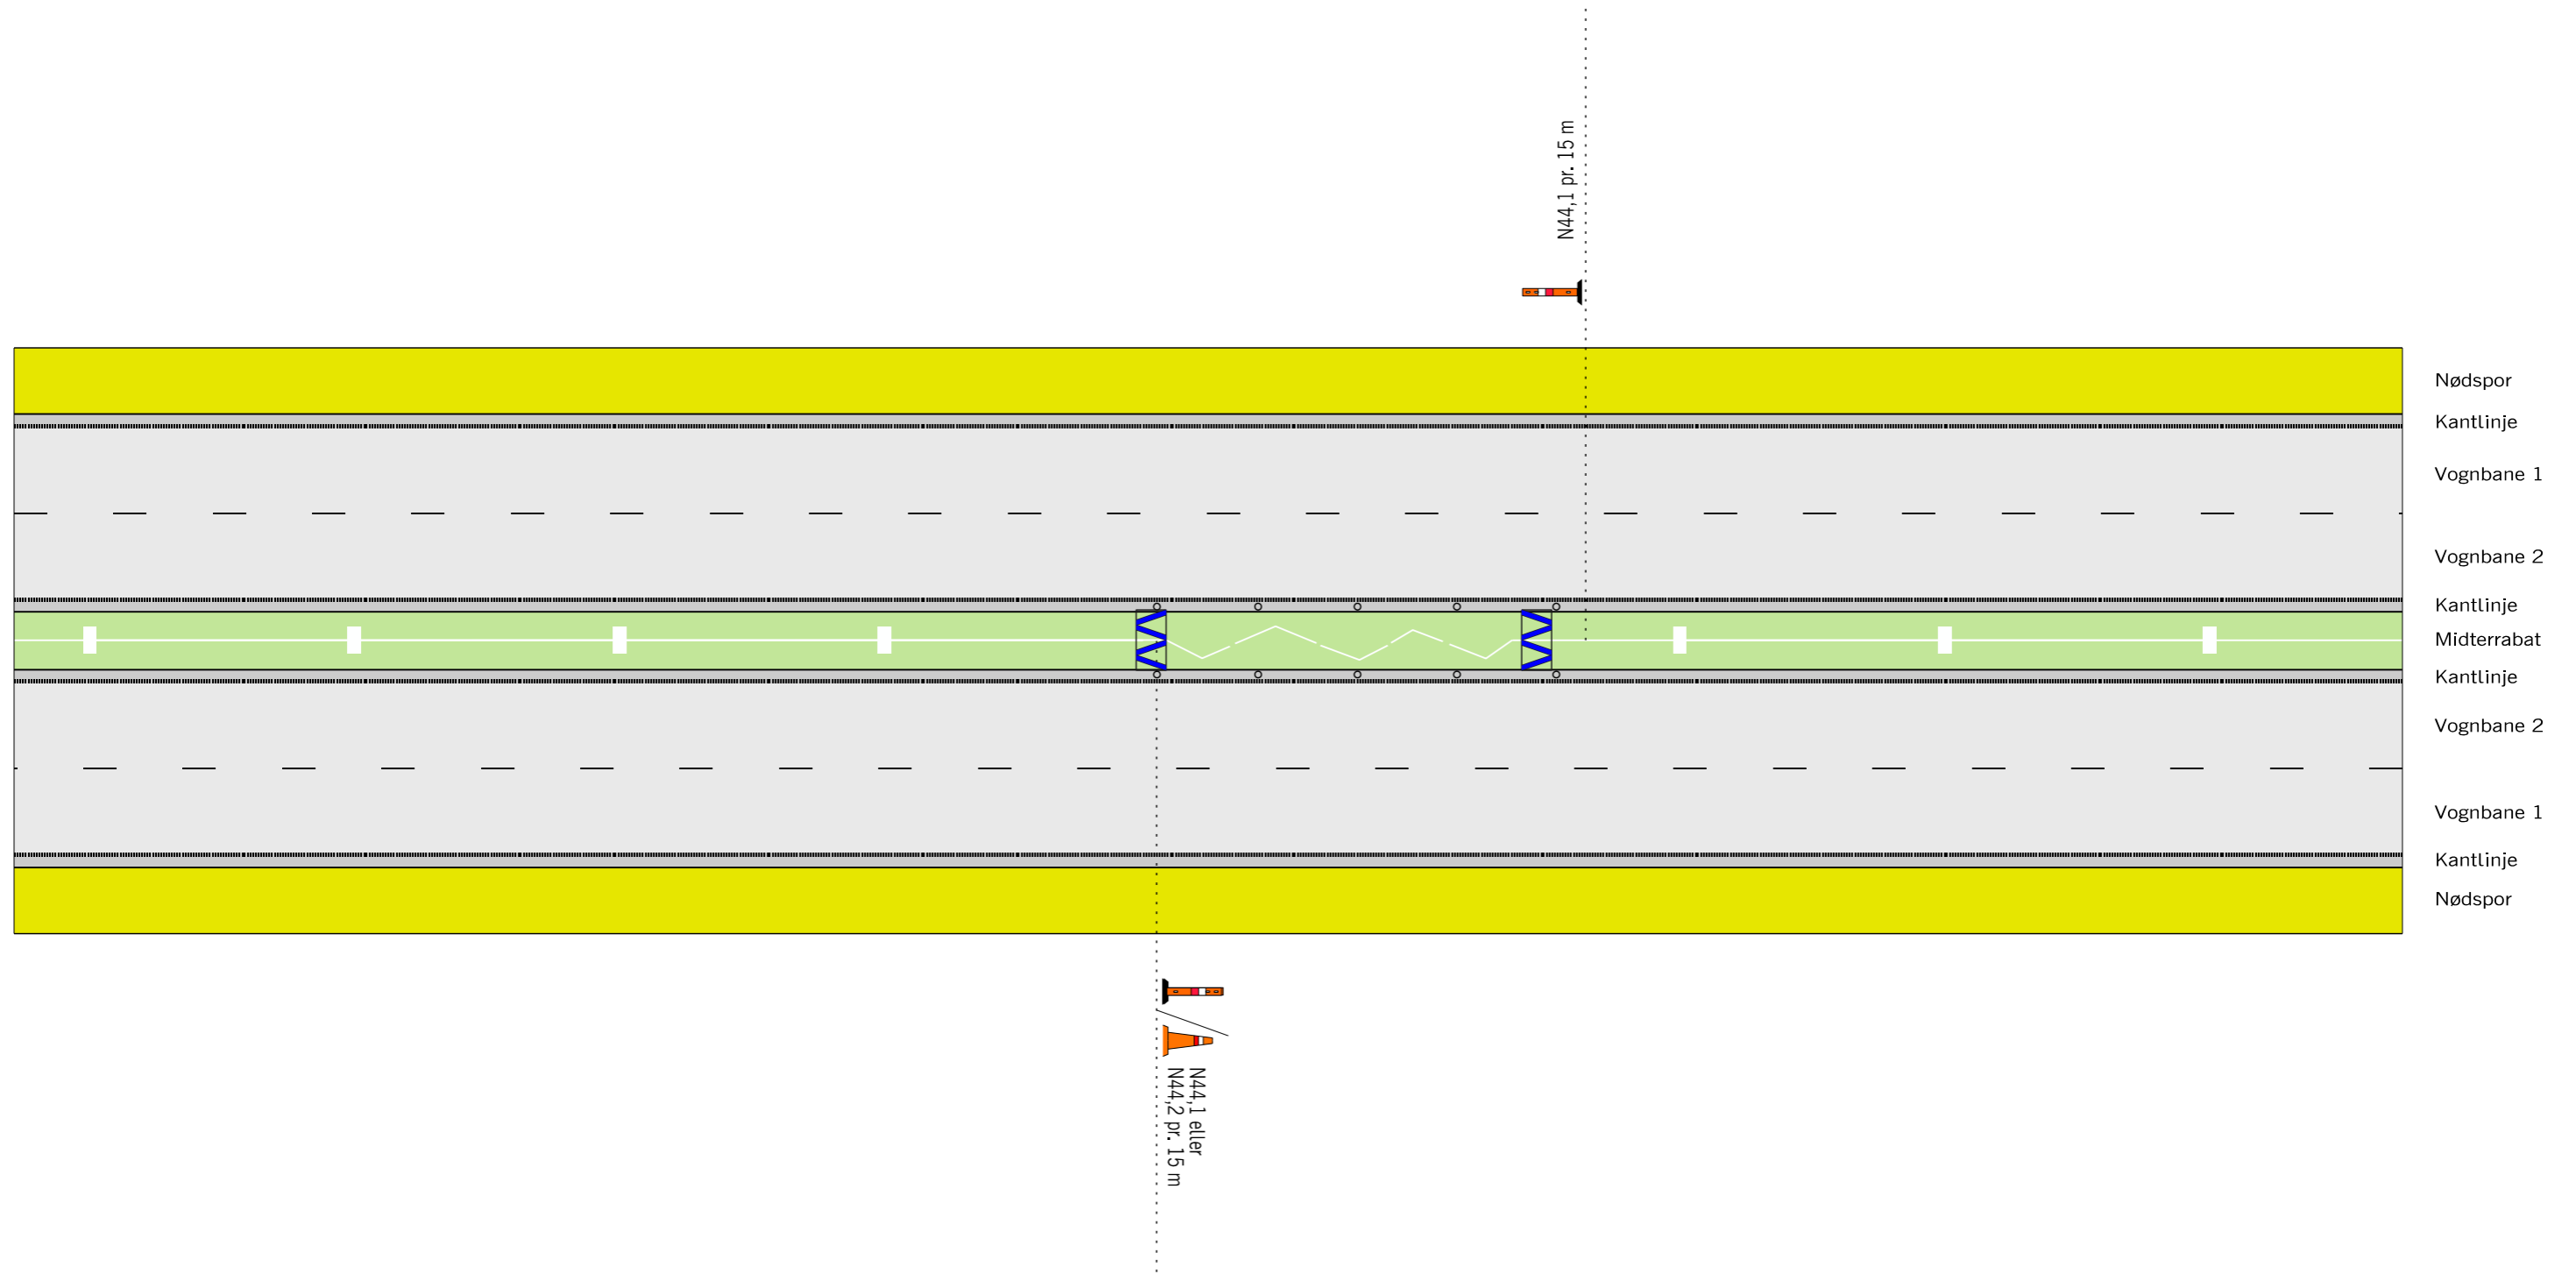 N44,1 pr. 15 m
Nødspor
Kantlinje
Vognbane 1
Vognbane 2
Kantlinje
Midterrabat
Kantlinje
Vognbane 2
Vognbane 1
Kantlinje
Nødspor
N44,1 eller
N44,2 pr. 15 m